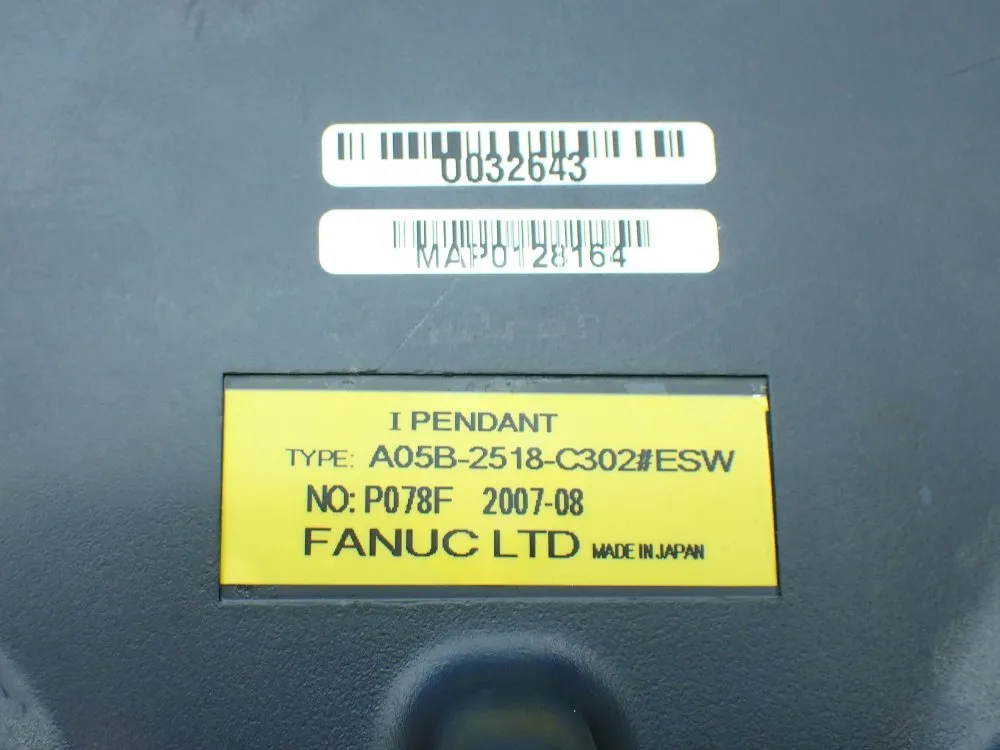 U032643
MAP0128164
I PENDANT
TYPE: A05B-2518-C302#ESW
NO: P078F 2007-08
FANUC LTD MADE IN JAPAN